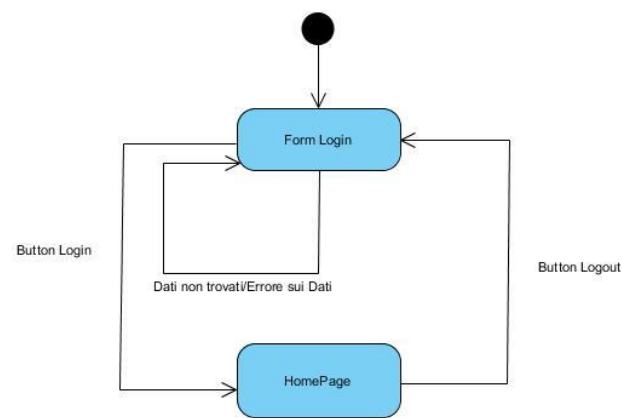 Form Login
Button Login
Button Logout
Dati non trovati/Errore sui Dati
HomePage